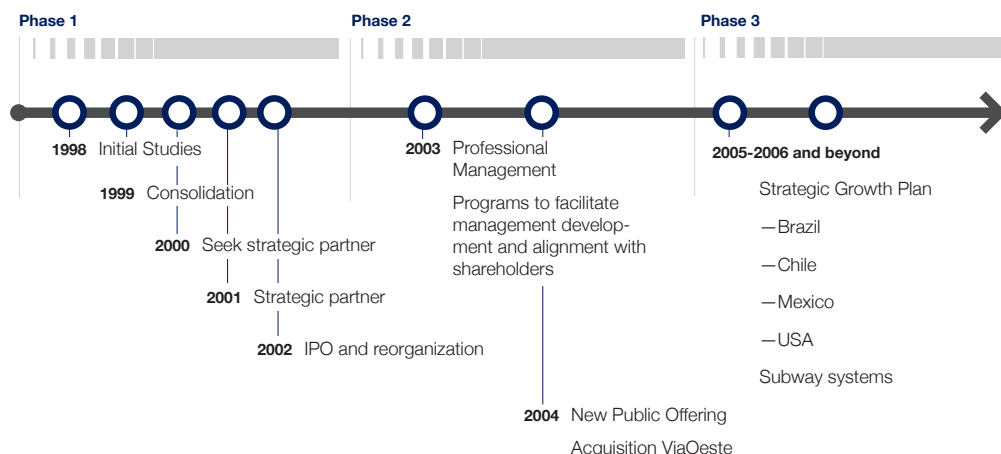 Phase 1
Phase 2
Phase 3
1998 Initial Studies
1999 Consolidation
2000 Seek strategic partner
2001 Strategic partner
2002 IPO and reorganization
2003 Professional
Management
Programs to facilitate
management develop-
ment and alignment with
shareholders
2004 New Public Offering
Acquisition ViaOeste
2005-2006 and beyond
Strategic Growth Plan
—Brazil
—Chile
—Mexico
—USA
Subway systems